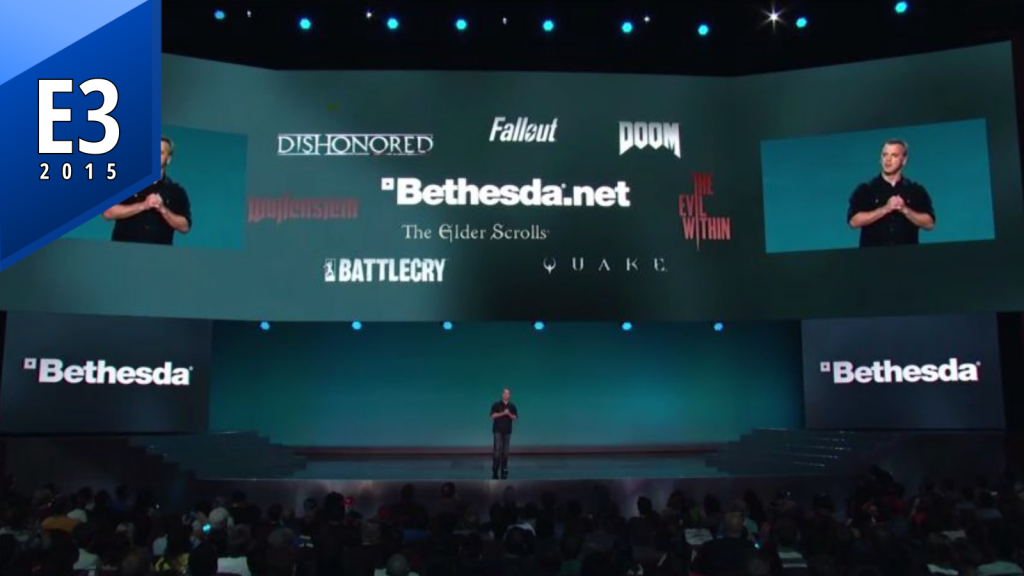 E3
2015
DISHONORED
Fallout
DOOM
Wolfenstein
Bethesda.net
THE
EVIL
WITHIN
The Elder Scrolls
BATTLECRY
QUAKE
Bethesda
Bethesda